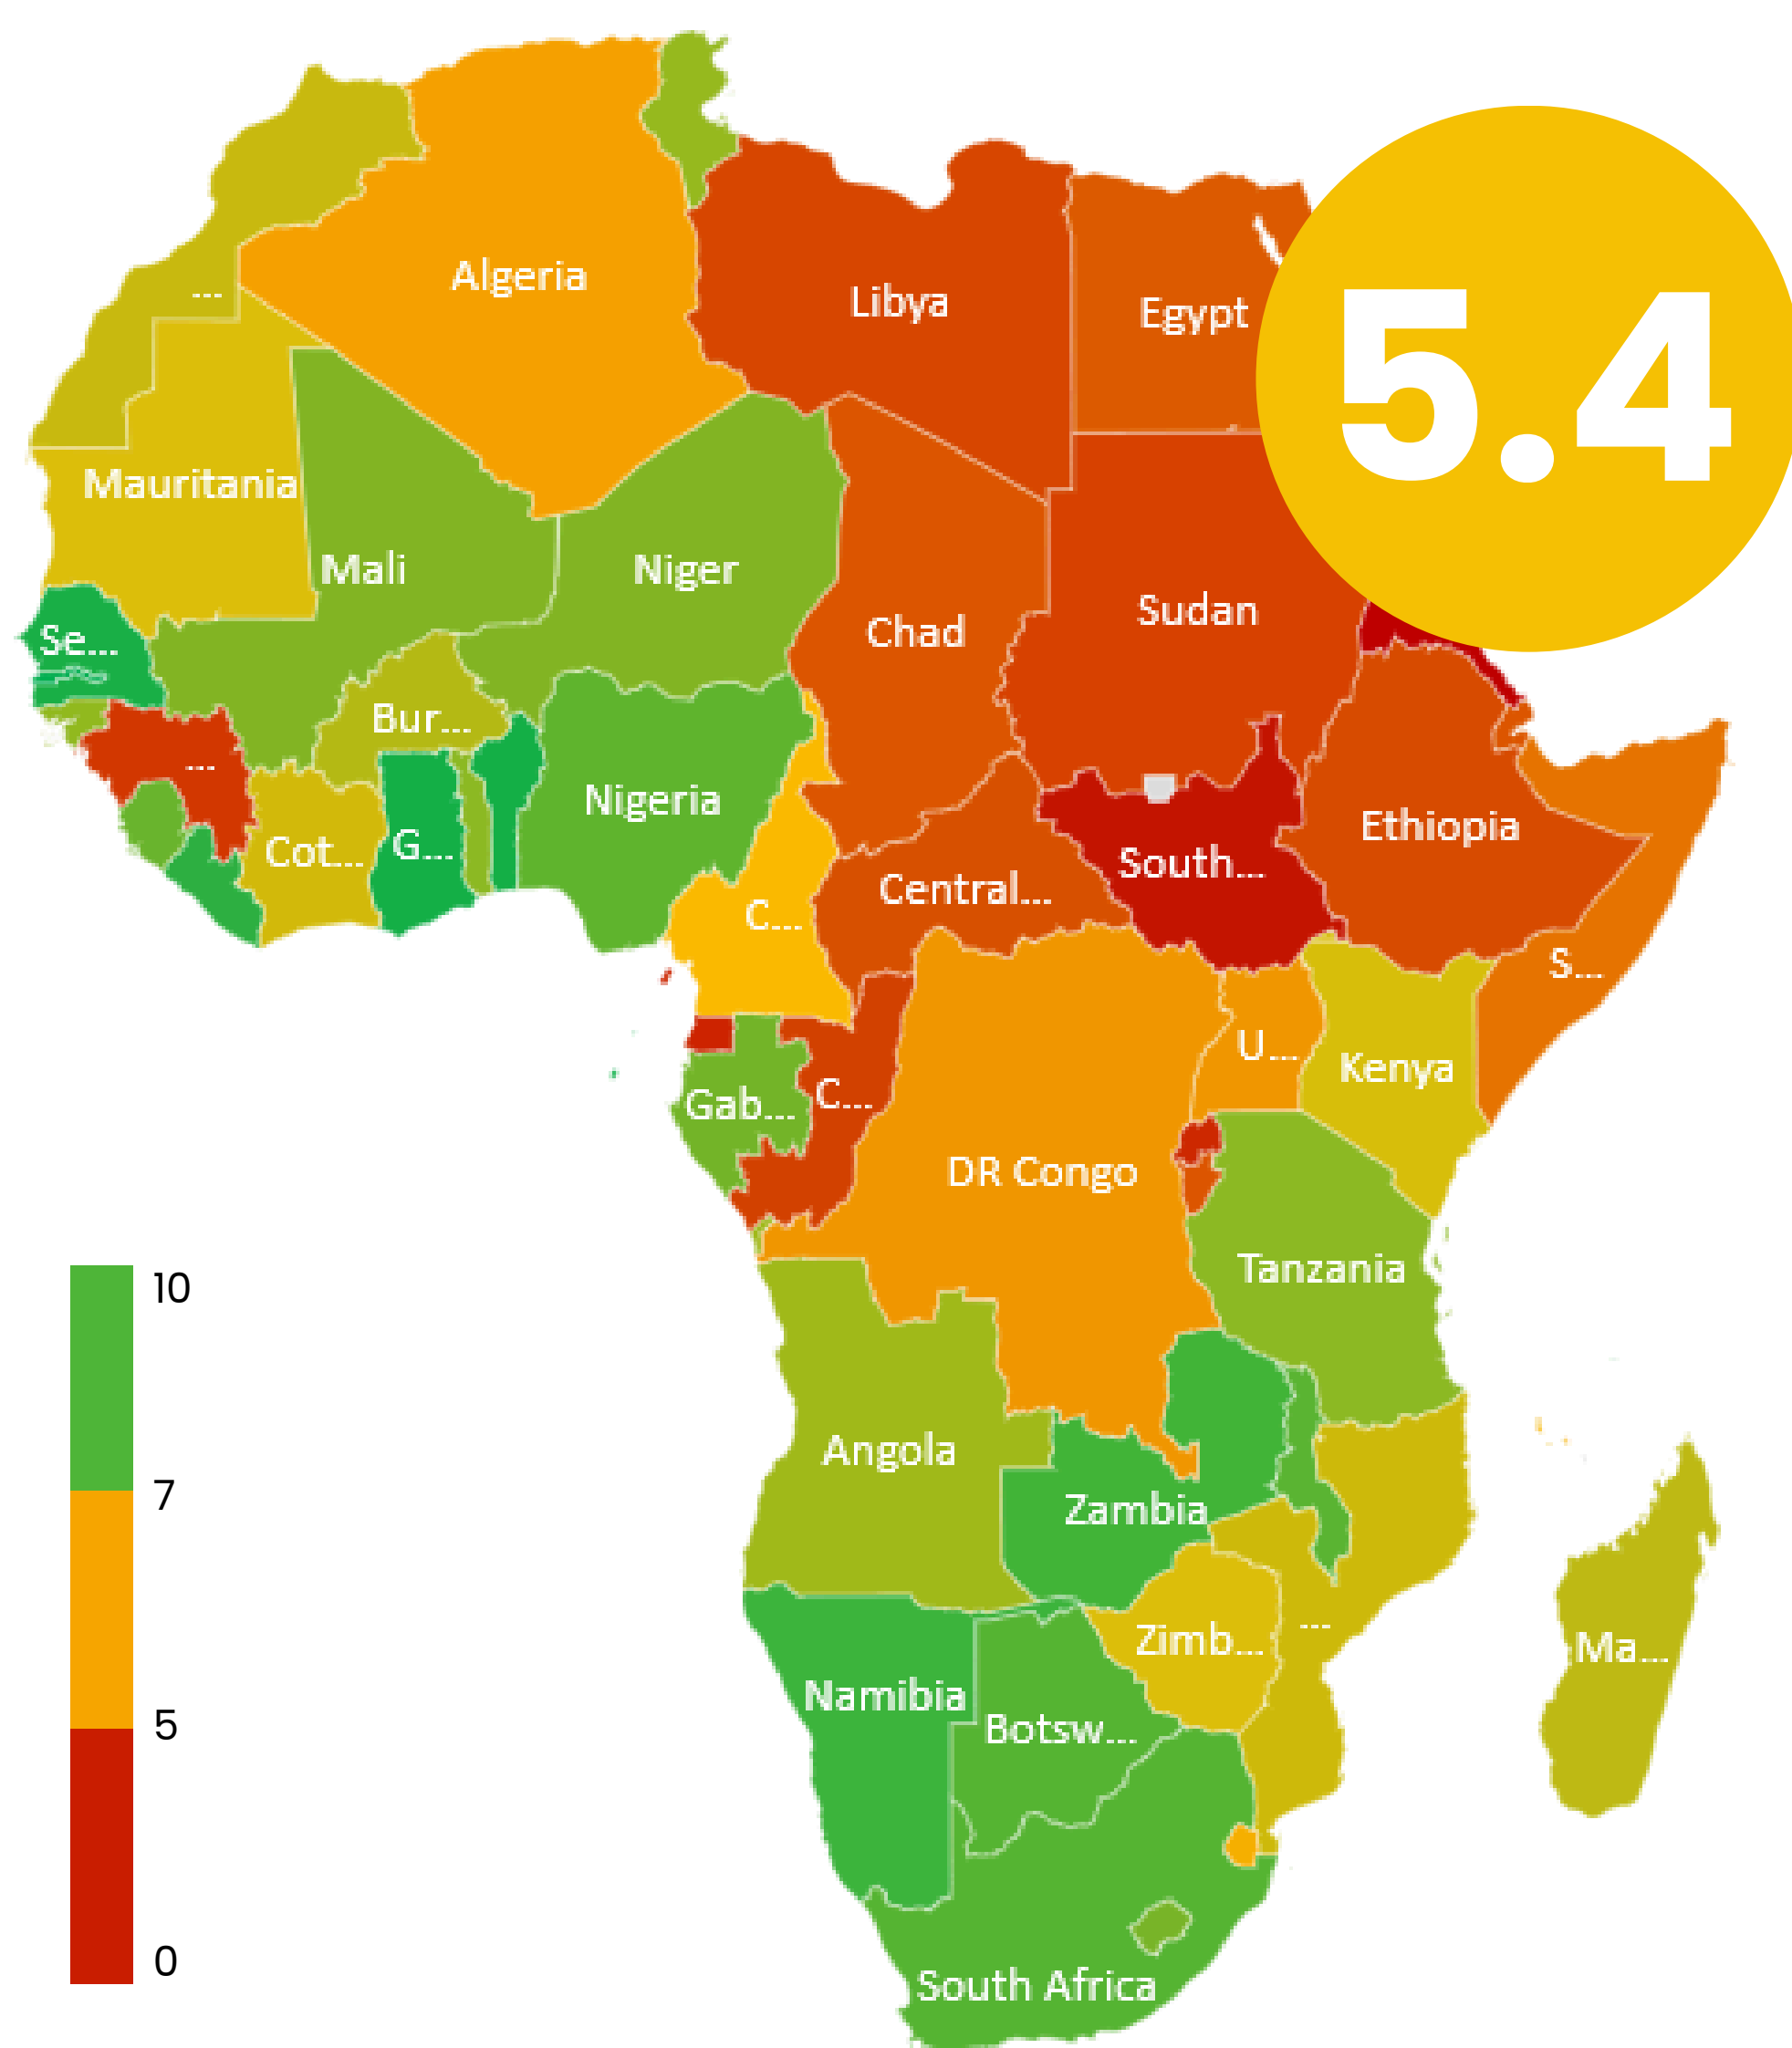 Algeria
...
Libya
Egypt
5.4
Mauritania
Mali
Niger
Chad
Sudan
Se...
Bur...
...
Nigeria
Cot...
G...
Ethiopia
South...
Central...
C...
S...
U...
Kenya
Gab...
C...
DR Congo
Tanzania
10
7
5
0
Angola
Zambia
Zimb...
...
Ma...
Namibia
Botsw...
South Africa